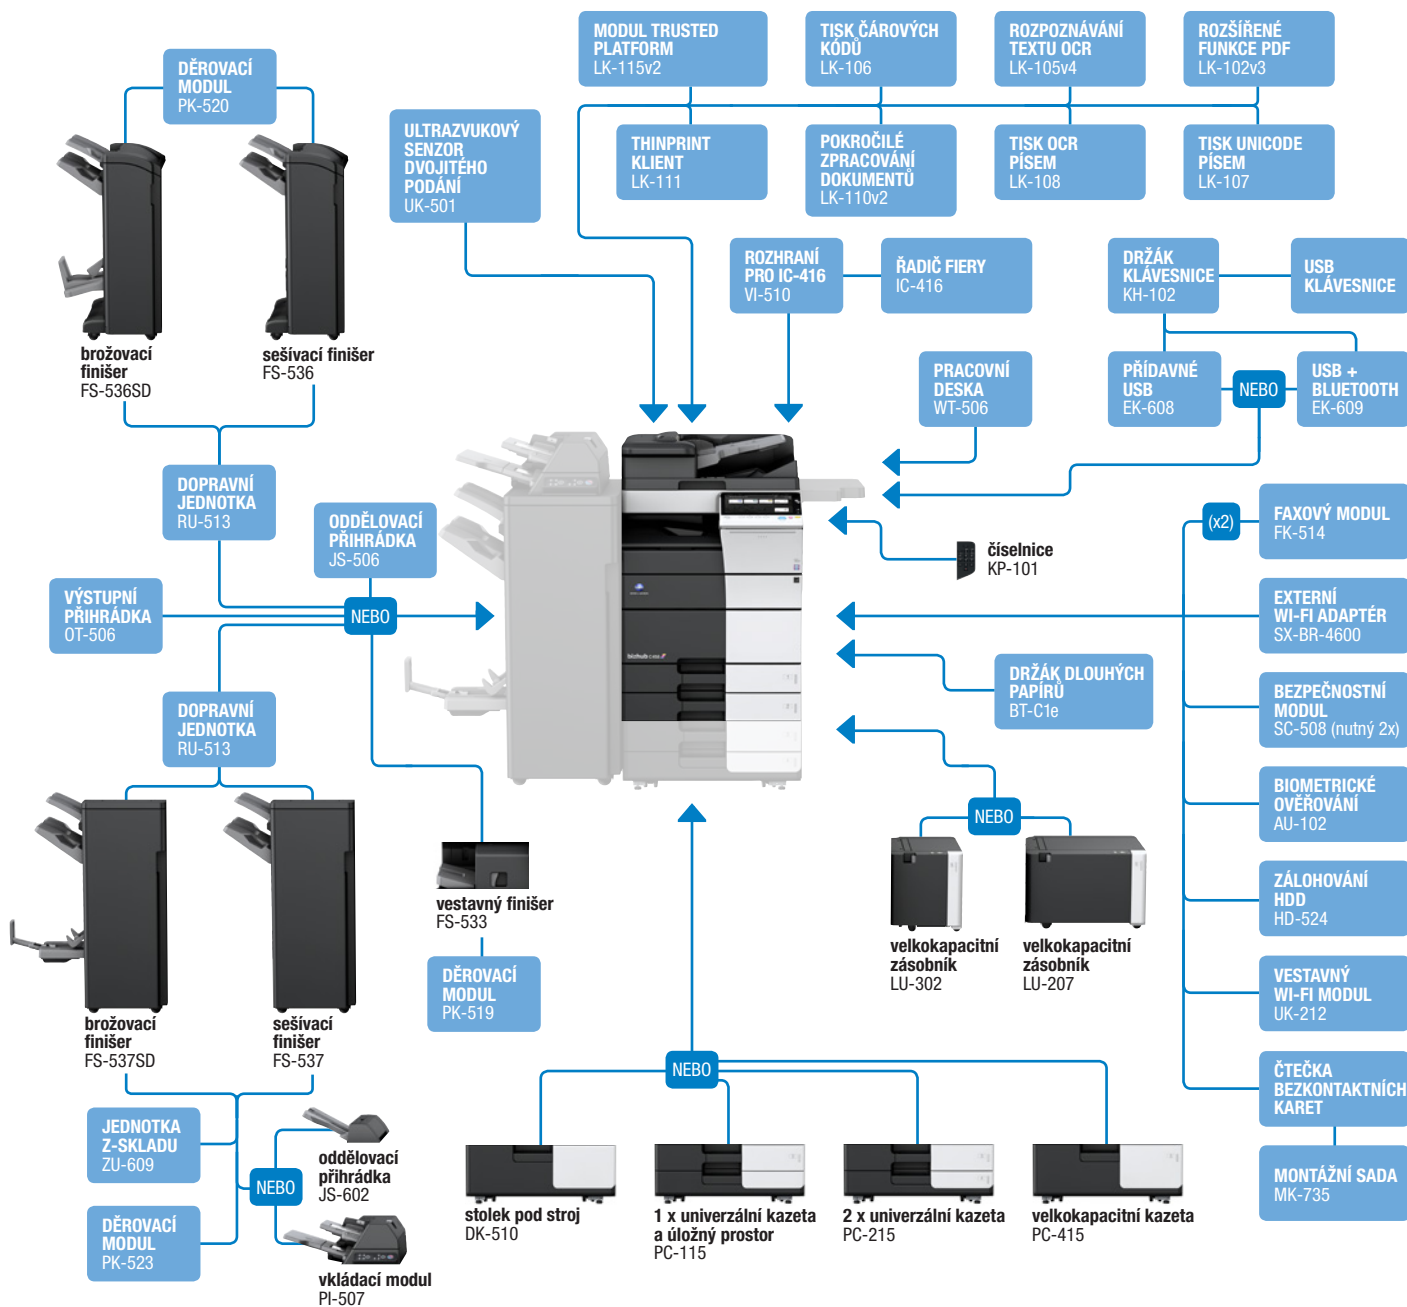 MODUL TRUSTED
PLATFORM
LK-115v2
TISK ČÁROVÝCH
KÓDŮ
LK-106
ROZPOZNÁVÁNÍ
TEXTU OCR
LK-105v4
ROZŠÍŘENÉ
FUNKCE PDF
LK-102v3
DĚROVACÍ
MODUL
PK-520
ULTRAZVUKOVÝ
SENZOR
DVOJITÉHO
PODÁNÍ
UK-501
THINPRINT
KLIENT
LK-111
POKROČILÉ
ZPRACOVÁNÍ
DOKUMENTŮ
LK-110v2
TISK OCR
PÍSEM
LK-108
TISK UNICODE
PÍSEM
LK-107
ROZHRANÍ
PRO IC-416
VI-510
ŘADIČ FIERY
IC-416
DRŽÁK
KLÁVESNICE
KH-102
USB
KLÁVESNICE
brožovací
finišer
FS-536SD
sešívací finišer
FS-536
PRACOVNÍ
DESKA
WT-506
PŘÍDAVNÉ
USB
EK-608
NEBO
USB +
BLUETOOTH
EK-609
DOPRAVNÍ
JEDNOTKA
RU-513
ODDĚLOVACÍ
PŘIHRÁDKA
JS-506
(x2)
FAXOVÝ MODUL
FK-514
číselnice
KP-101
VÝSTUPNÍ
PŘIHRÁDKA
OT-506
NEBO
EXTERNÍ
WI-FI ADAPTÉR
SX-BR-4600
bizhub
DRŽÁK DLOUHÝCH
PAPÍRŮ
BT-C1e
BEZPEČNOSTNÍ
MODUL
SC-508 (nutný 2x)
DOPRAVNÍ
JEDNOTKA
RU-513
BIOMETRICKÉ
OVĚŘOVÁNÍ
AU-102
NEBO
ZÁLOHOVÁNÍ
HDD
HD-524
vestavný finišer
FS-533
velkokapacitní
zásobník
LU-302
velkokapacitní
zásobník
LU-207
DĚROVACÍ
MODUL
PK-519
VESTAVNÝ
WI-FI MODUL
UK-212
brožovací
finišer
FS-537SD
sešívací
finišer
FS-537
NEBO
ČTEČKA
BEZKONTAKTNÍCH
KARET
JEDNOTKA
Z-SKLADU
ZU-609
oddělovací
přihrádka
JS-602
NEBO
MONTÁŽNÍ SADA
MK-735
DĚROVACÍ
MODUL
PK-523
vkládací modul
PI-507
stolek pod stroj
DK-510
1 x univerzální kazeta
a úložný prostor
PC-115
2 x univerzální kazeta
PC-215
velkokapacitní kazeta
PC-415